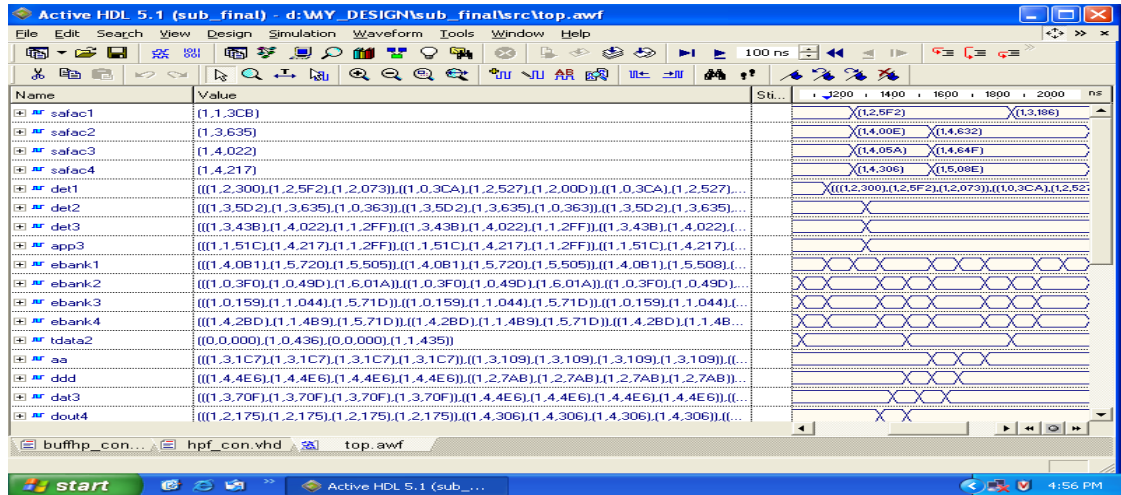 Active HDL 5.1 (sub_final) - d:\MY_DESIGN\sub_final\src\top.awf
File Edit Search View Design Simulation Waveform Tools Window Help
100 ns
Name Value Sti... 1200 1400 1600 1800 2000 ns
safac1 (1,1,3CB) (1,2,5F2) (1,3,186)
safac2 (1,3,635) (1,4,00E) (1,4,632)
safac3 (1,4,022) (1,4,05A) (1,4,64F)
safac4 (1,4,217) (1,4,306) (1,5,08E)
det1 (((1,2,300),(1,2,5F2),(1,2,073)),((1,0,3CA),(1,2,527),(1,2,00D)),((1,0,3CA),(1,2,527),... (((1,2,300),(1,2,5F2),(1,2,073)),((1,0,3CA),(1,2,527
det2 (((1,3,5D2),(1,3,635),(1,0,363)),((1,3,5D2),(1,3,635),(1,0,363)),((1,3,5D2),(1,3,635),...
det3 (((1,3,43B),(1,4,022),(1,1,2FF)),((1,3,43B),(1,4,022),(1,1,2FF)),((1,3,43B),(1,4,022),(...
app3 (((1,1,51C),(1,4,217),(1,1,2FF)),((1,1,51C),(1,4,217),(1,1,2FF)),((1,1,51C),(1,4,217),(...
ebank1 (((1,4,0B1),(1,5,720),(1,5,505)),((1,4,0B1),(1,5,720),(1,5,505)),((1,4,0B1),(1,5,508),(...
ebank2 (((1,0,3F0),(1,0,49D),(1,6,01A)),((1,0,3F0),(1,0,49D),(1,6,01A)),((1,0,3F0),(1,0,49D),...
ebank3 (((1,0,159),(1,1,044),(1,5,71D)),((1,0,159),(1,1,044),(1,5,71D)),((1,0,159),(1,1,044),(...
ebank4 (((1,4,2BD),(1,1,4B9),(1,5,71D)),((1,4,2BD),(1,1,4B9),(1,5,71D)),((1,4,2BD),(1,1,4B...
tdata2 ((0,0,000),(1,0,436),(0,0,000),(1,1,435))
aa (((1,3,1C7),(1,3,1C7),(1,3,1C7),(1,3,1C7)),((1,3,109),(1,3,109),(1,3,109),(1,3,109)),((...
ddd (((1,4,4E6),(1,4,4E6),(1,4,4E6),(1,4,4E6)),((1,2,7AB),(1,2,7AB),(1,2,7AB),(1,2,7AB))...
dat3 (((1,3,70F),(1,3,70F),(1,3,70F),(1,3,70F)),((1,4,4E6),(1,4,4E6),(1,4,4E6),(1,4,4E6)),((...
dout4 (((1,2,175),(1,2,175),(1,2,175),(1,2,175)),((1,4,306),(1,4,306),(1,4,306),(1,4,306)),((...
buffhp_con... hpf_con.vhd top.awf
start Active HDL 5.1 (sub_... 4:56 PM